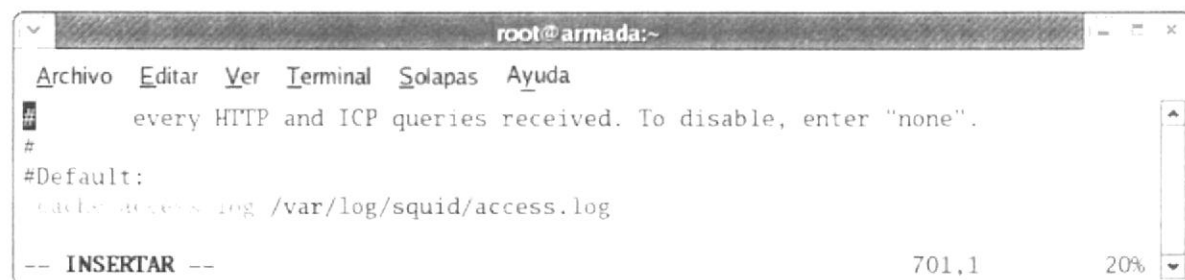 root@armada:~
Archivo Editar Ver Terminal Solapas Ayuda
# every HTTP and ICP queries received. To disable, enter "none".
#
#Default:
cache_access_log /var/log/squid/access.log
-- INSERTAR -- 701,1 20%